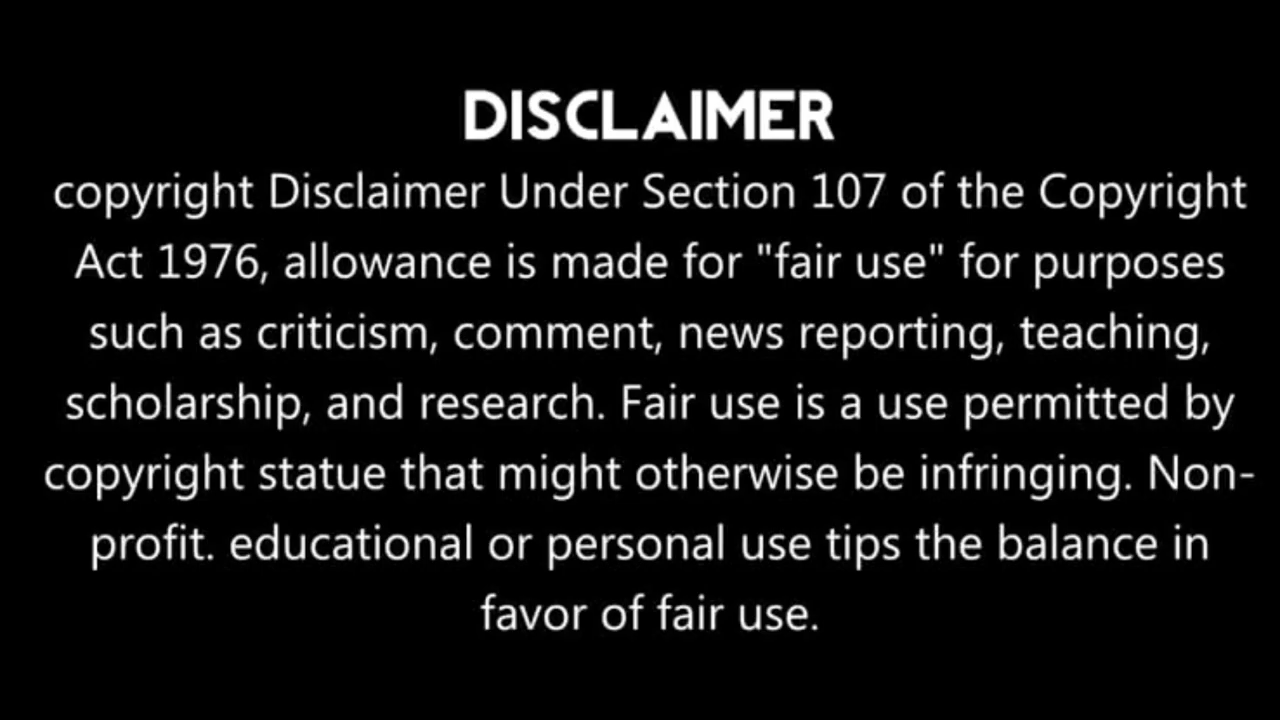 DISCLAIMER
copyright Disclaimer Under Section 107 of the Copyright
Act 1976, allowance is made for "fair use" for purposes
such as criticism, comment, news reporting, teaching,
scholarship, and research. Fair use is a use permitted by
copyright statue that might otherwise be infringing. Non-
profit. educational or personal use tips the balance in
favor of fair use.